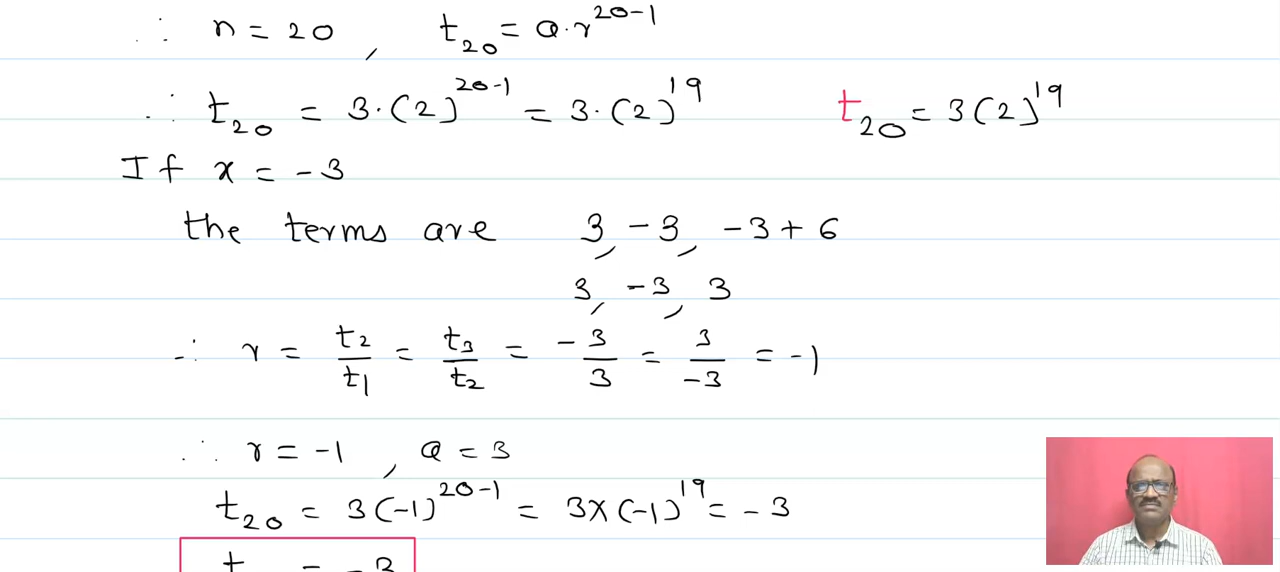 ∴ n = 20 , t₂₀ = a·r²⁰⁻¹
∴ t₂₀ = 3·(2)²⁰⁻¹ = 3·(2)¹⁹ t₂₀ = 3(2)¹⁹
If x = -3
the terms are 3, -3, -3+6
3, -3, 3
∴ r = t₂/t₁ = t₃/t₂ = -3/3 = 3/-3 = -1
∴ r = -1 , a = 3
t₂₀ = 3(-1)²⁰⁻¹ = 3×(-1)¹⁹ = -3
t = -3